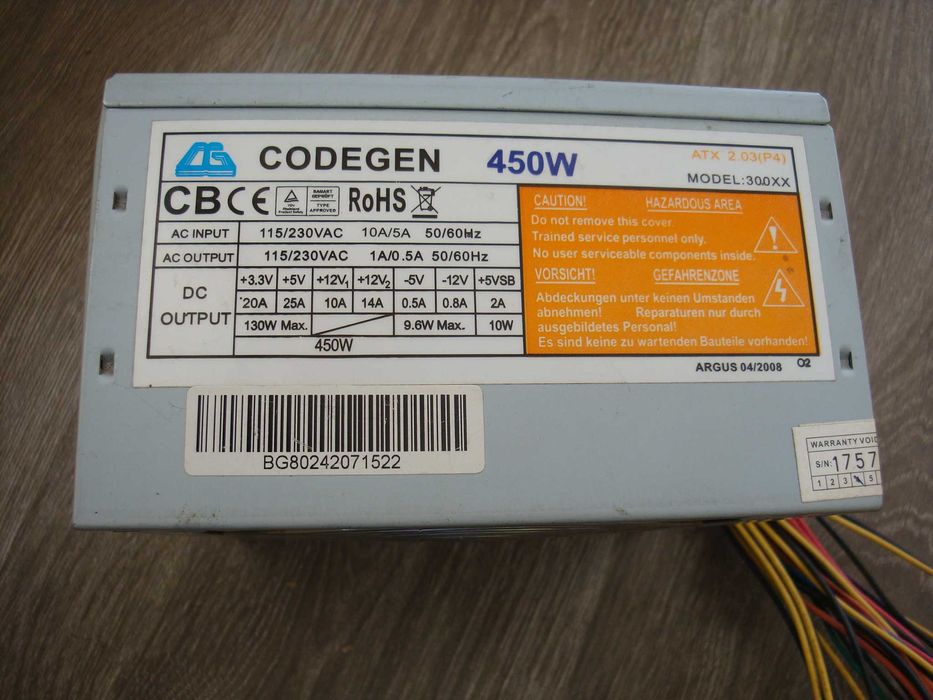 CODEGEN 450W
ATX 2.03(P4)
MODEL:300XX
CB CE RoHS
TYPE
APPROVED
AC INPUT 115/230VAC 10A/5A 50/60Hz
AC OUTPUT 115/230VAC 1A/0.5A 50/60Hz
DC OUTPUT
+3.3V +5V +12V1 +12V2 -5V -12V +5VSB
20A 25A 10A 14A 0.5A 0.8A 2A
130W Max. 9.6W Max. 10W
450W
CAUTION! HAZARDOUS AREA
Do not remove this cover.
Trained service personnel only.
No user serviceable components inside.
VORSICHT! GEFAHRENZONE
Abdeckungen unter keinen Umstanden
abnehmen! Reparaturen nur durch
ausgebildetes Personal!
Es sind keine zu wartenden Bauteile vorhanden!
ARGUS 04/2008 02
BG80242071522
WARRANTY VOID
S/N: 1757
1 2 3 5